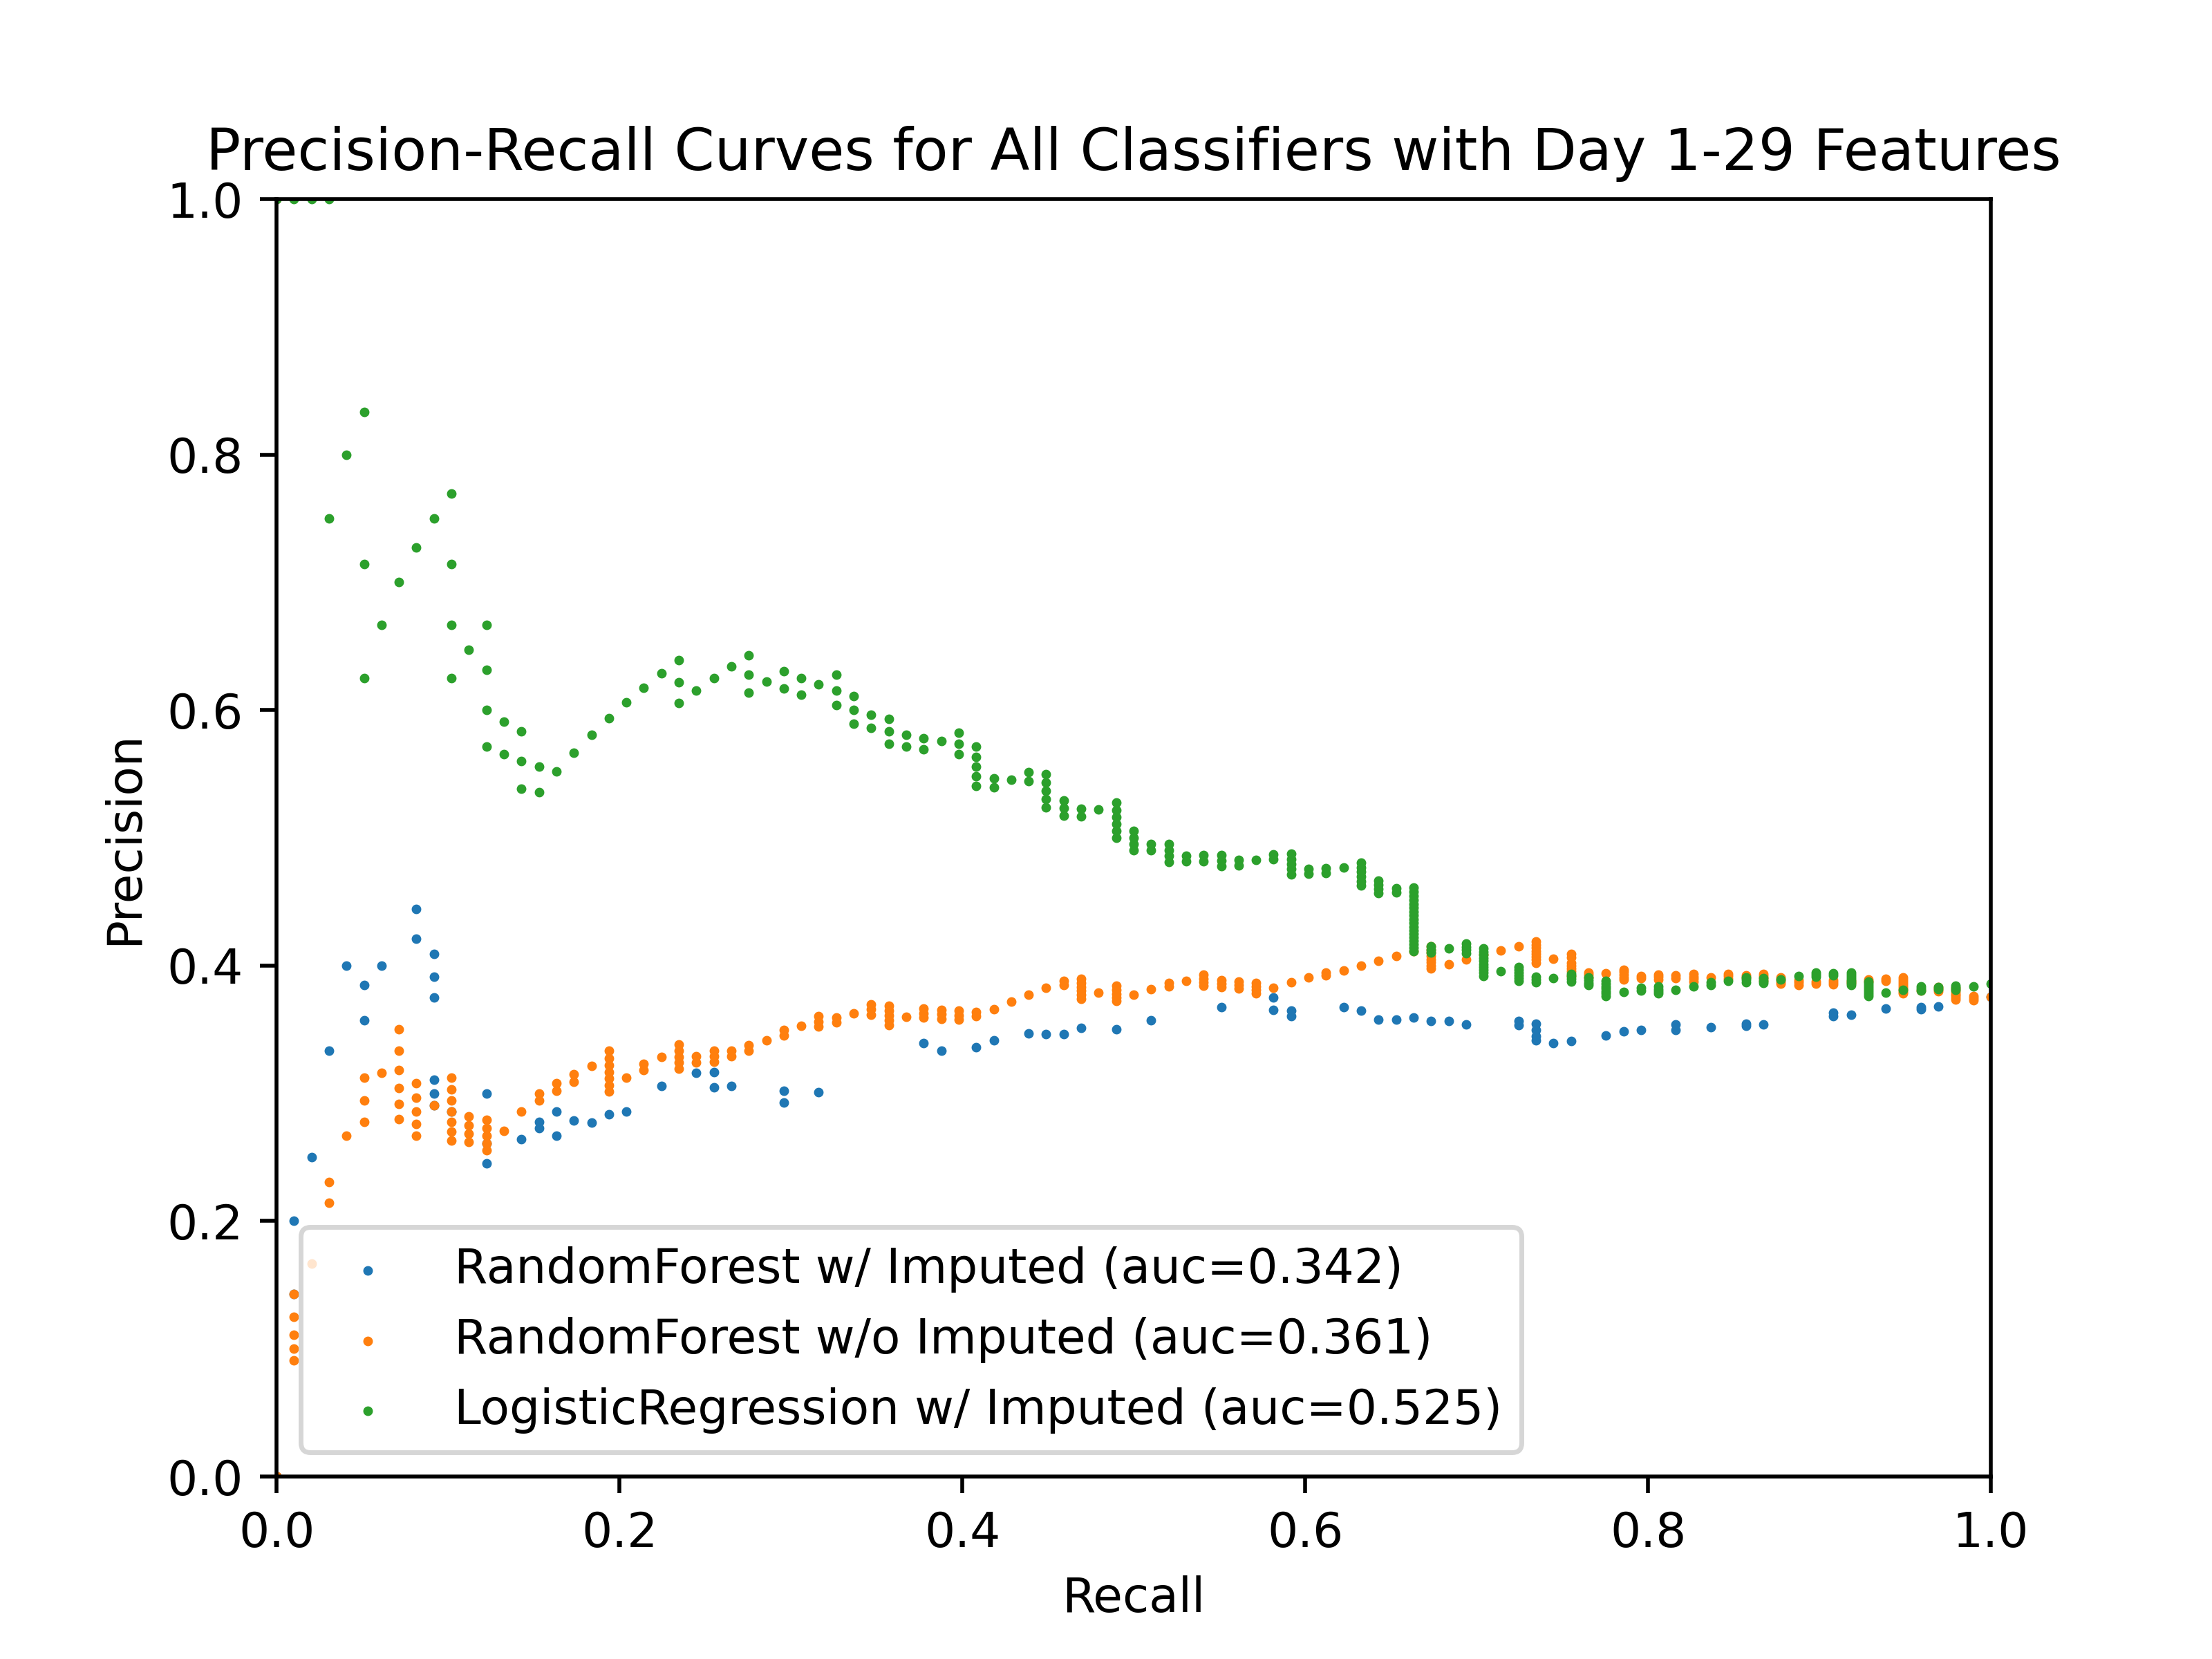 Precision-Recall Curves for All Classifiers with Day 1-29 Features
1.0
0.8
0.6
0.4
0.2
0.0
Precision
RandomForest w/ Imputed (auc=0.342)
RandomForest w/o Imputed (auc=0.361)
LogisticRegression w/ Imputed (auc=0.525)
0.0 0.2 0.4 0.6 0.8 1.0
Recall